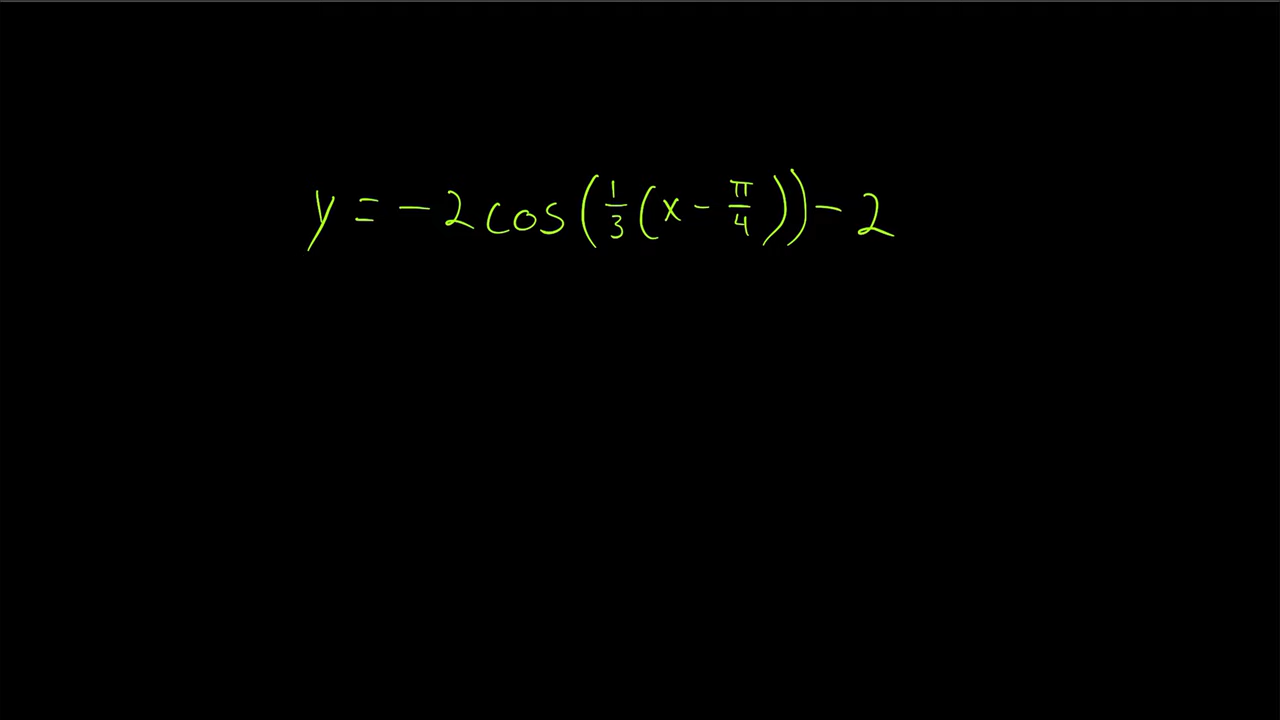 y = -2cos(1/3(x - π/4)) - 2